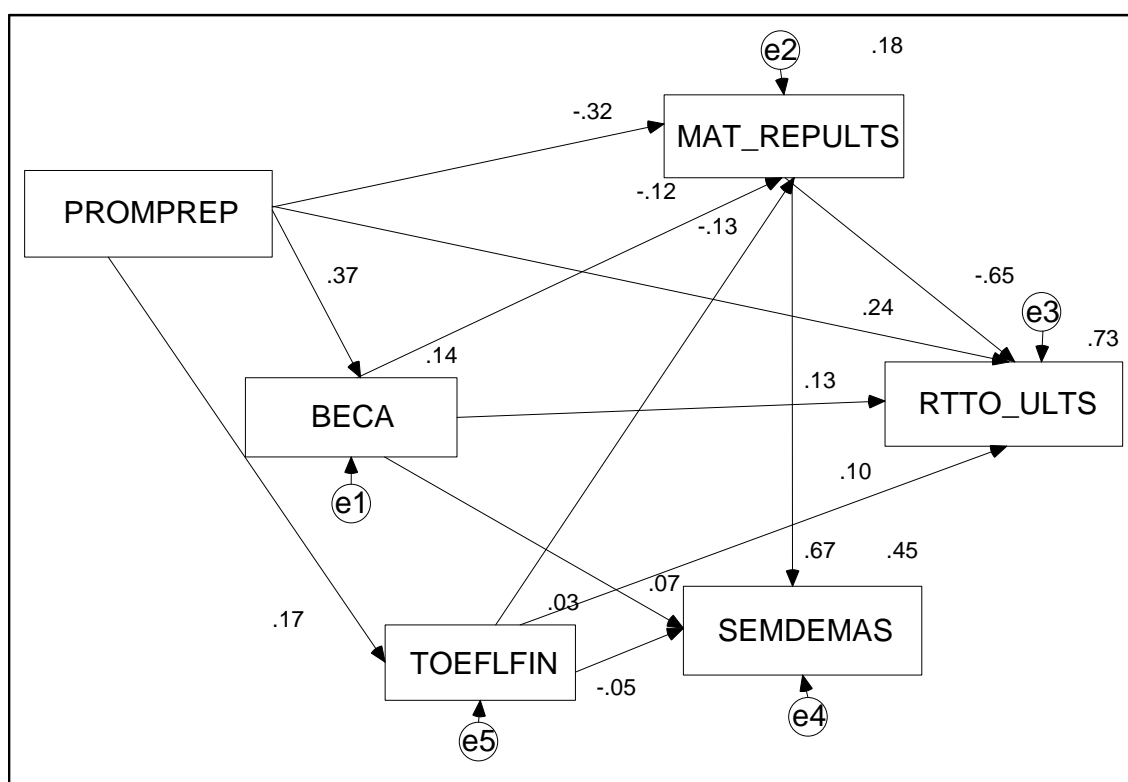 e2
.18
-.32
MAT_REPULTS
PROMPREP
-.12
-.13
.37
-.65
.24
e3
.14
.73
BECA
.13
RTTO_ULTS
e1
.10
.67
.45
.07
.03
.17
SEMDEMAS
TOEFLFIN
-.05
e4
e5